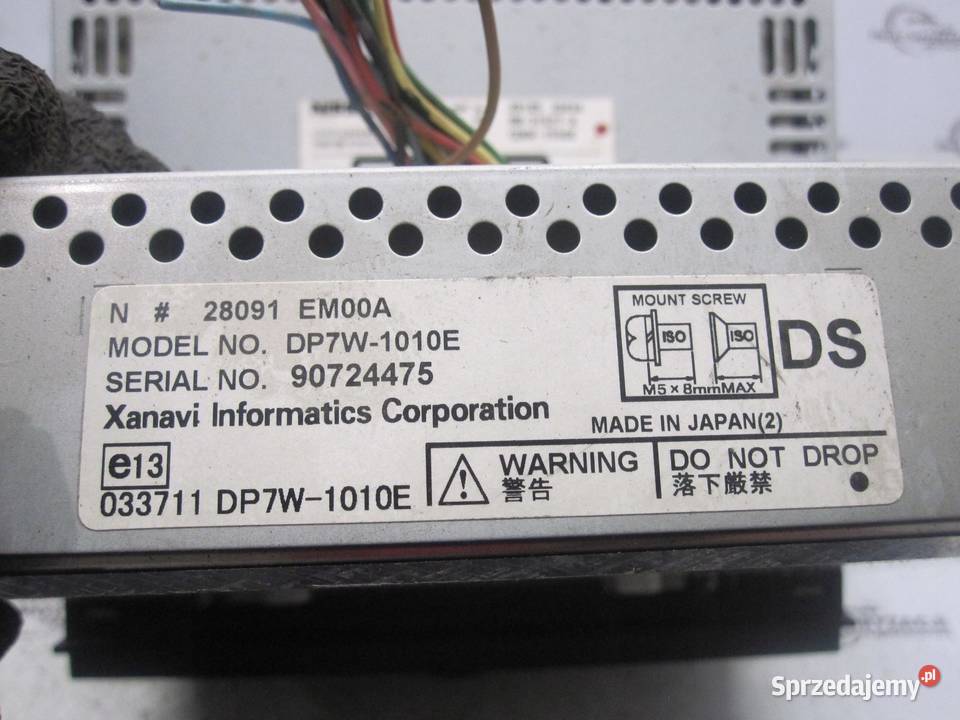 N # 28091 EM00A
MODEL NO. DP7W-1010E
SERIAL NO. 90724475
Xanavi Informatics Corporation
MOUNT SCREW
ISO ISO
M5×8mmMAX
DS
MADE IN JAPAN(2)
e13
033711 DP7W-1010E
WARNING
警告
DO NOT DROP
落下厳禁
Sprzedajemy.pl